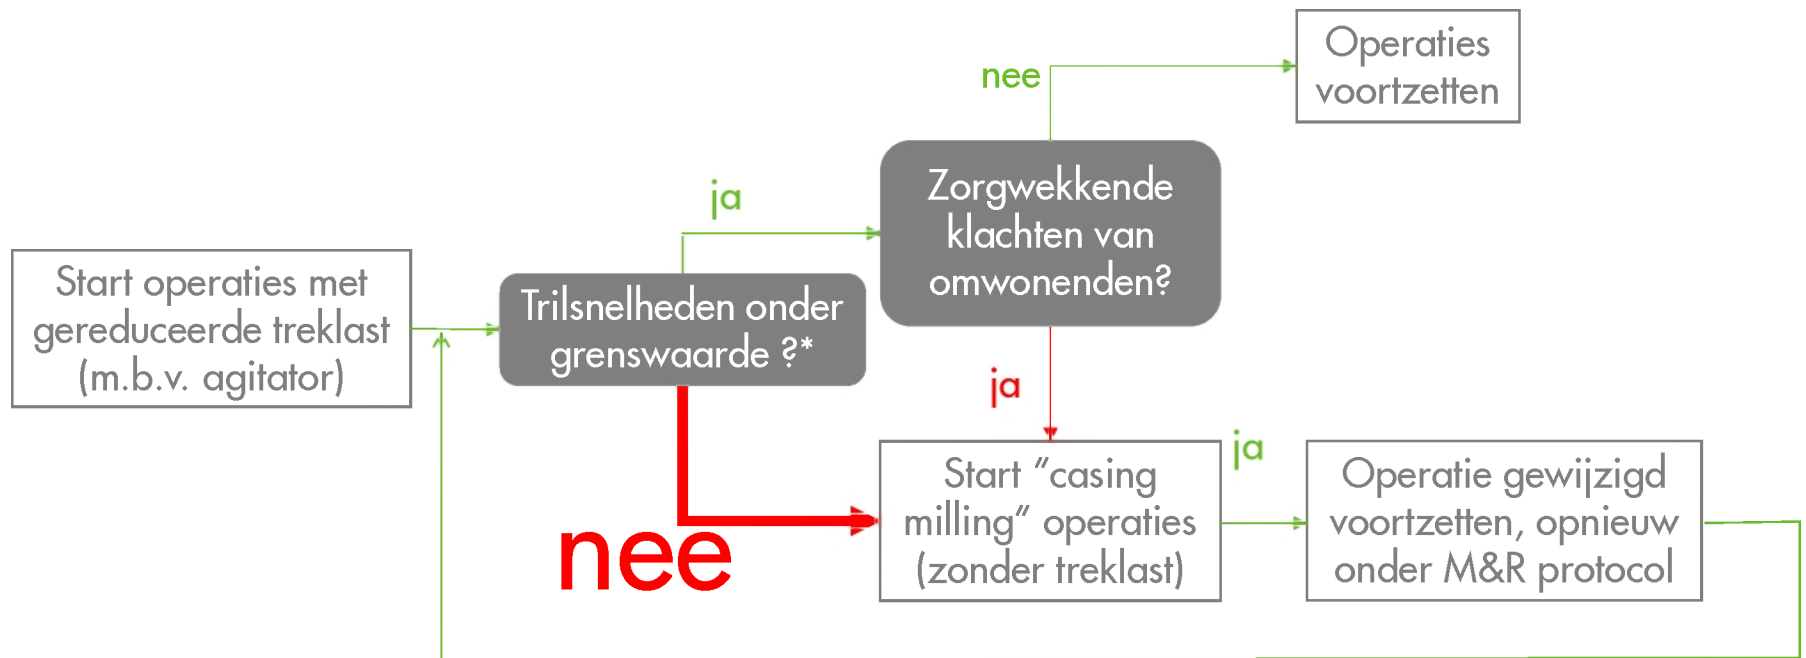 Operaties
voortzetten
nee
Zorgwekkende
klachten van
omwonenden?
ja
Start operaties met
gereduceerde treklast
(m.b.v. agitator)
Trilsnelheden onder
grenswaarde ?*
ja
nee
Start "casing
milling" operaties
(zonder treklast)
ja
Operatie gewijzigd
voortzetten, opnieuw
onder M&R protocol